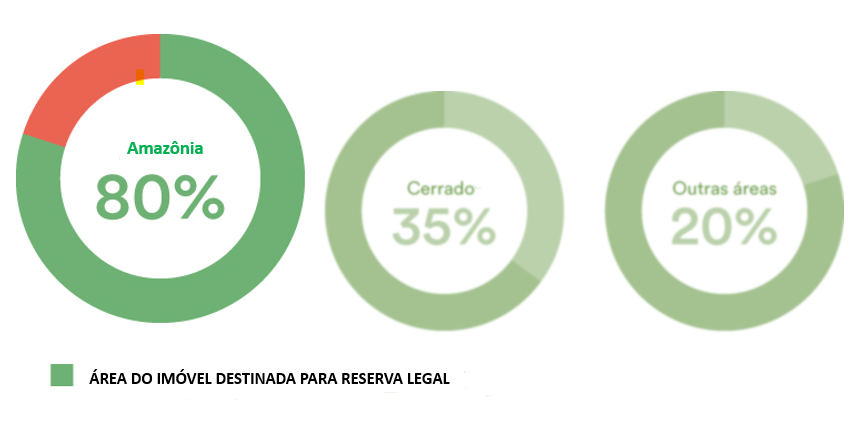 Amazônia
80%
Cerrado
35%
Outras áreas
20%
ÁREA DO IMÓVEL DESTINADA PARA RESERVA LEGAL